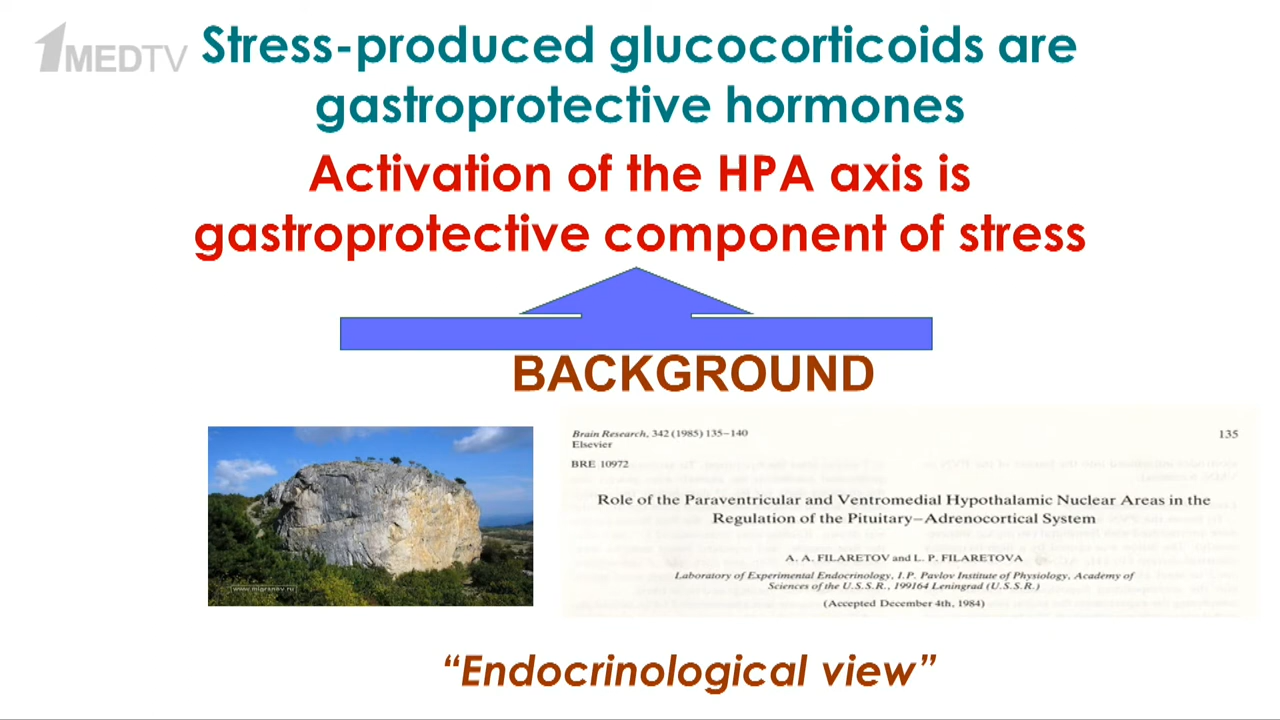 1MEDTV
Stress-produced glucocorticoids are
gastroprotective hormones
Activation of the HPA axis is
gastroprotective component of stress
BACKGROUND
Brain Research, 342 (1985) 135–140
135
Elsevier
BRE 10972
Role of the Paraventricular and Ventromedial Hypothalamic Nuclear Areas in the
Regulation of the Pituitary–Adrenocortical System
A. A. FILARETOV and L. P. FILARETOVA
Laboratory of Experimental Endocrinology, I.P. Pavlov Institute of Physiology, Academy of
Sciences of the U.S.S.R., 199164 Leningrad (U.S.S.R.)
(Accepted December 4th, 1984)
www.migranov.ru
“Endocrinological view”